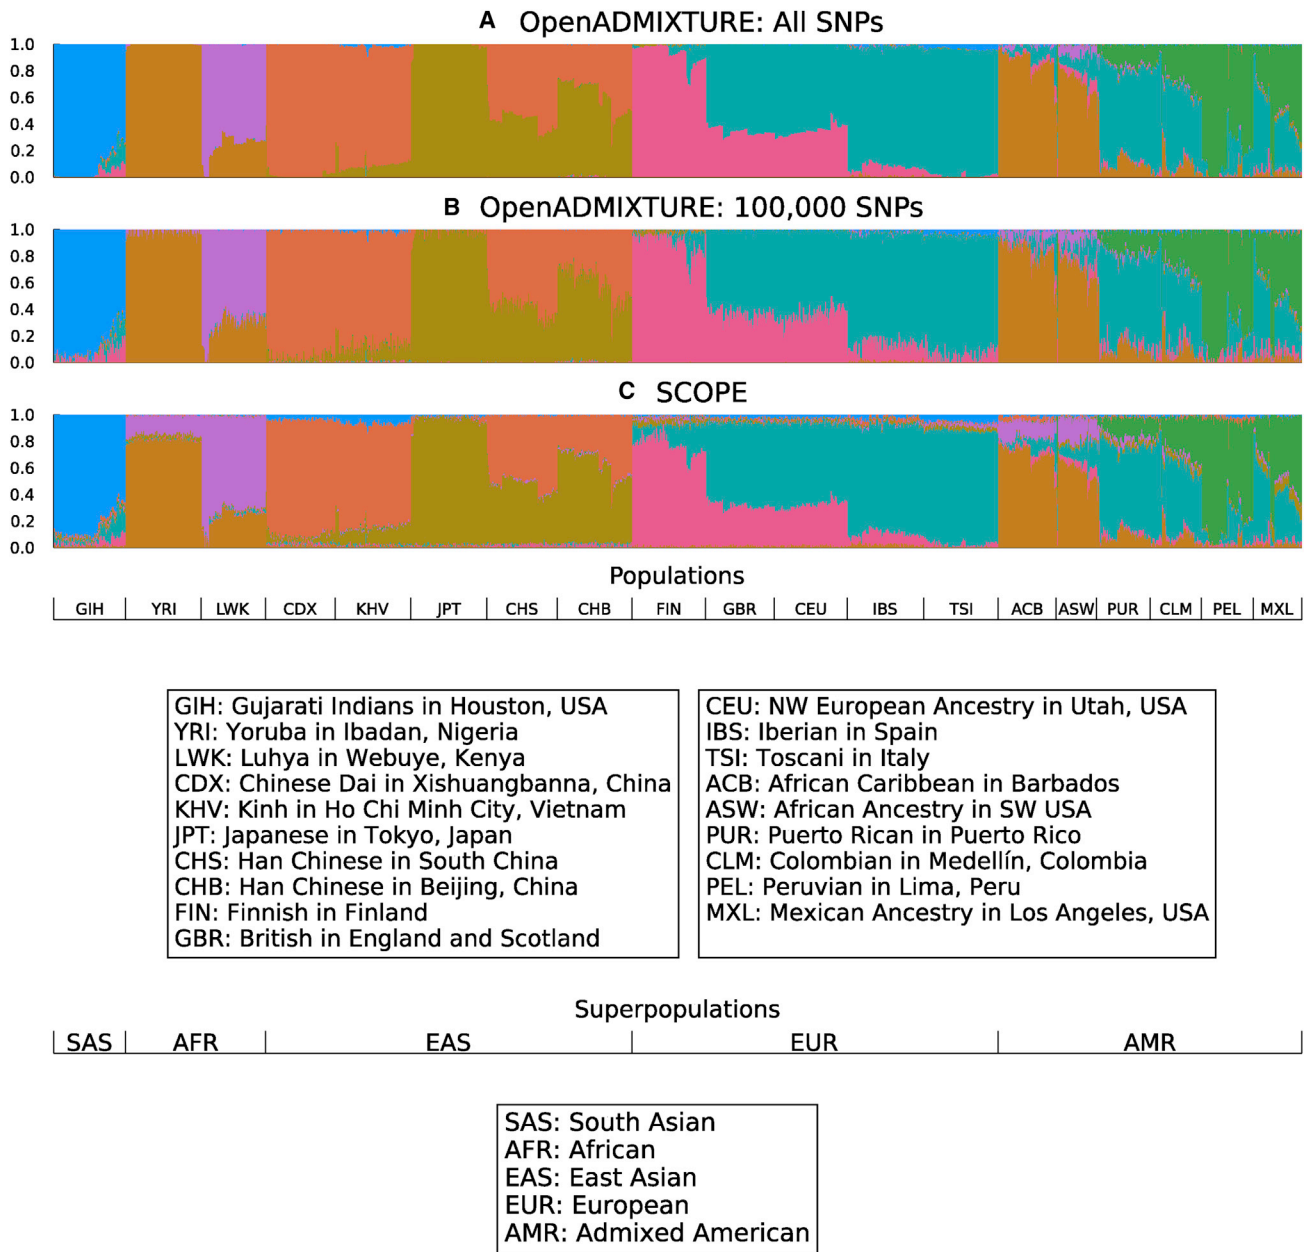 A OpenADMIXTURE: All SNPs
1.0
0.8
0.6
0.4
0.2
0.0
B OpenADMIXTURE: 100,000 SNPs
1.0
0.8
0.6
0.4
0.2
0.0
C SCOPE
1.0
0.8
0.6
0.4
0.2
0.0
Populations
GIH YRI LWK CDX KHV JPT CHS CHB FIN GBR CEU IBS TSI ACB ASW PUR CLM PEL MXL
GIH: Gujarati Indians in Houston, USA
YRI: Yoruba in Ibadan, Nigeria
LWK: Luhya in Webuye, Kenya
CDX: Chinese Dai in Xishuangbanna, China
KHV: Kinh in Ho Chi Minh City, Vietnam
JPT: Japanese in Tokyo, Japan
CHS: Han Chinese in South China
CHB: Han Chinese in Beijing, China
FIN: Finnish in Finland
GBR: British in England and Scotland
CEU: NW European Ancestry in Utah, USA
IBS: Iberian in Spain
TSI: Toscani in Italy
ACB: African Caribbean in Barbados
ASW: African Ancestry in SW USA
PUR: Puerto Rican in Puerto Rico
CLM: Colombian in Medellín, Colombia
PEL: Peruvian in Lima, Peru
MXL: Mexican Ancestry in Los Angeles, USA
Superpopulations
SAS AFR EAS EUR AMR
SAS: South Asian
AFR: African
EAS: East Asian
EUR: European
AMR: Admixed American